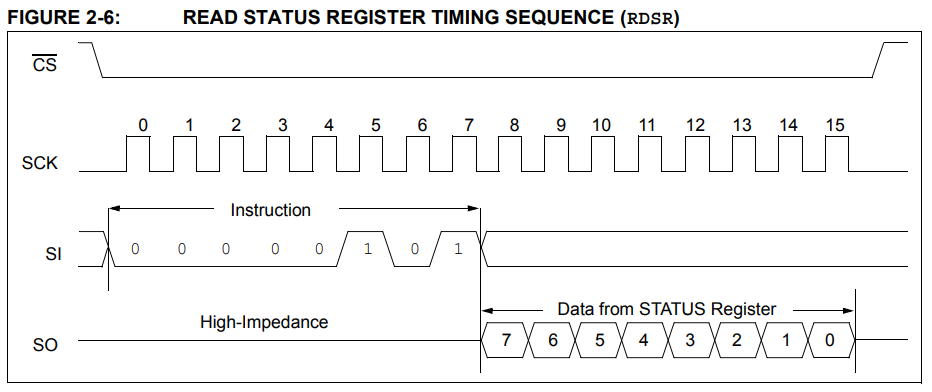 FIGURE 2-6: READ STATUS REGISTER TIMING SEQUENCE (RDSR)
CS
0 1 2 3 4 5 6 7 8 9 10 11 12 13 14 15
SCK
Instruction
SI 0 0 0 0 0 1 0 1
Data from STATUS Register
High-Impedance
SO 7 6 5 4 3 2 1 0